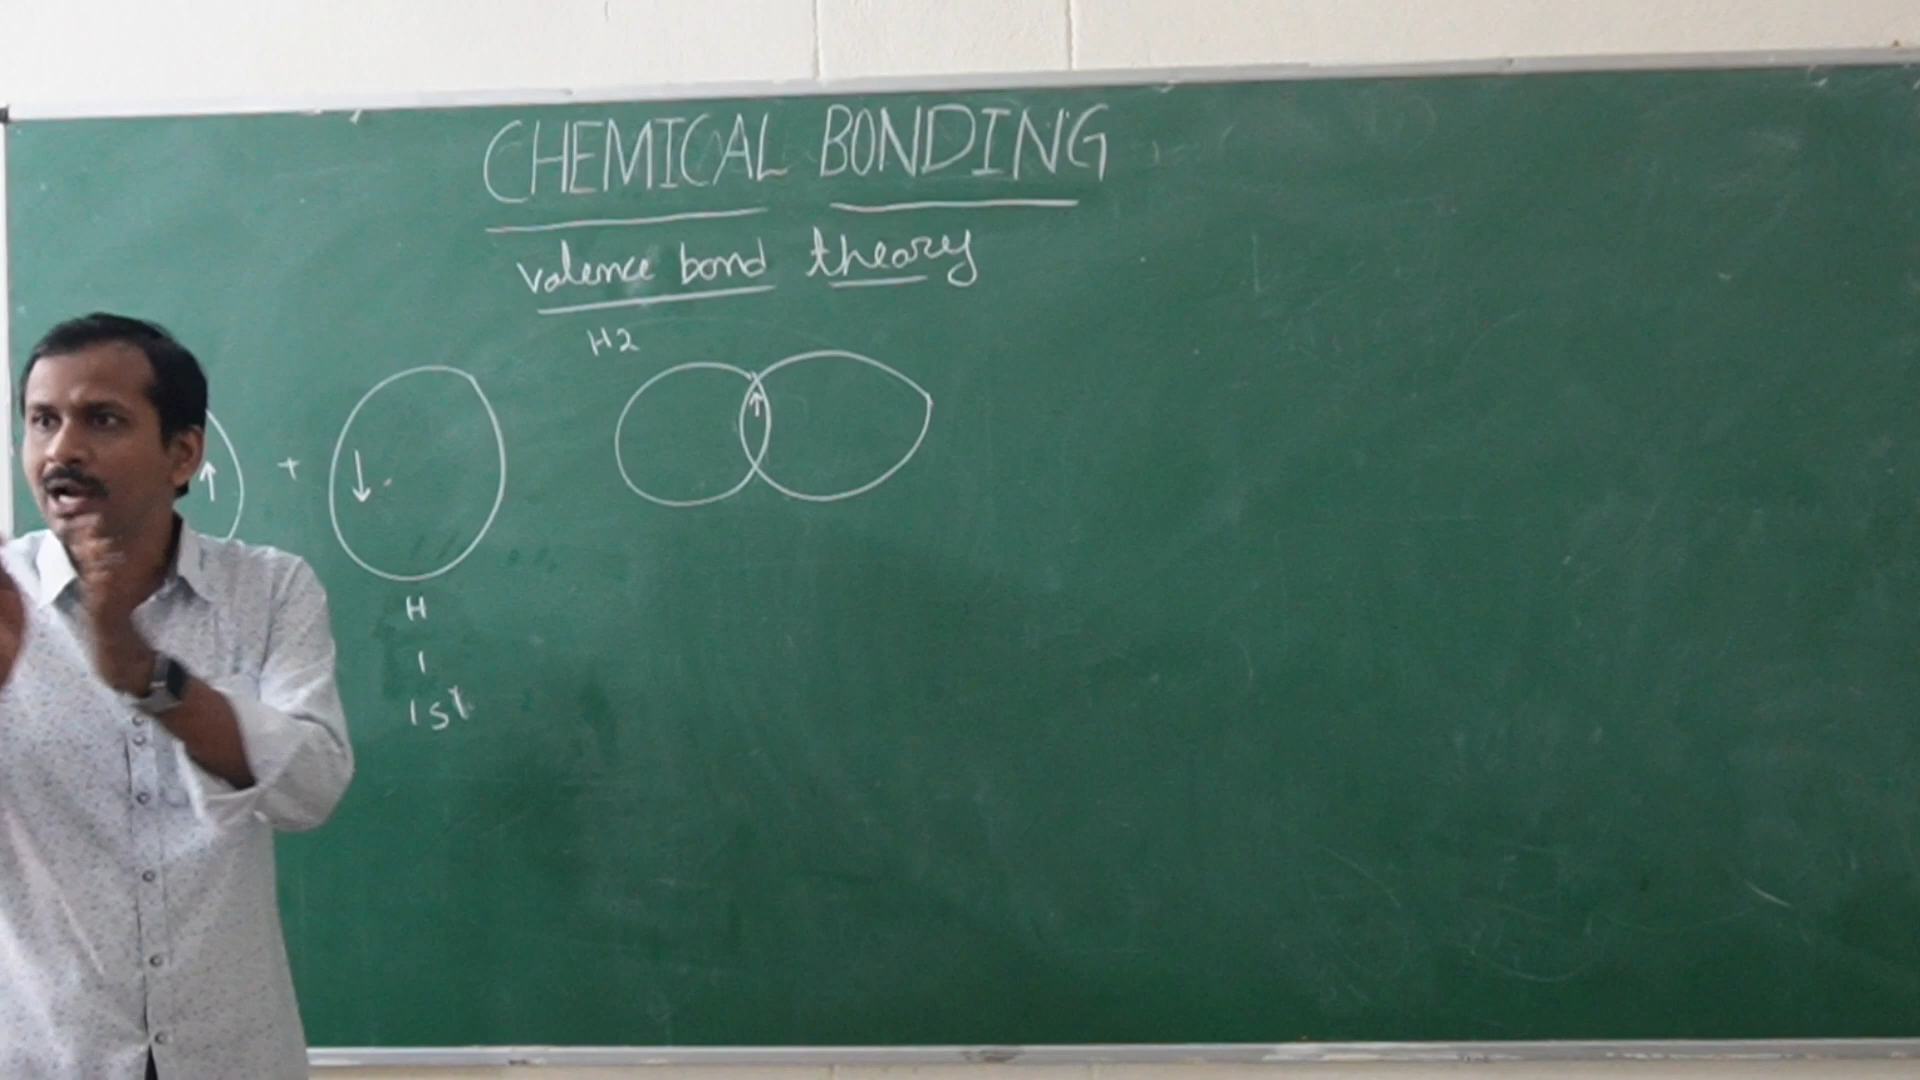 CHEMICAL BONDING
valence bond theory
H2
↑ + ↓ ↑
H
1
1s1